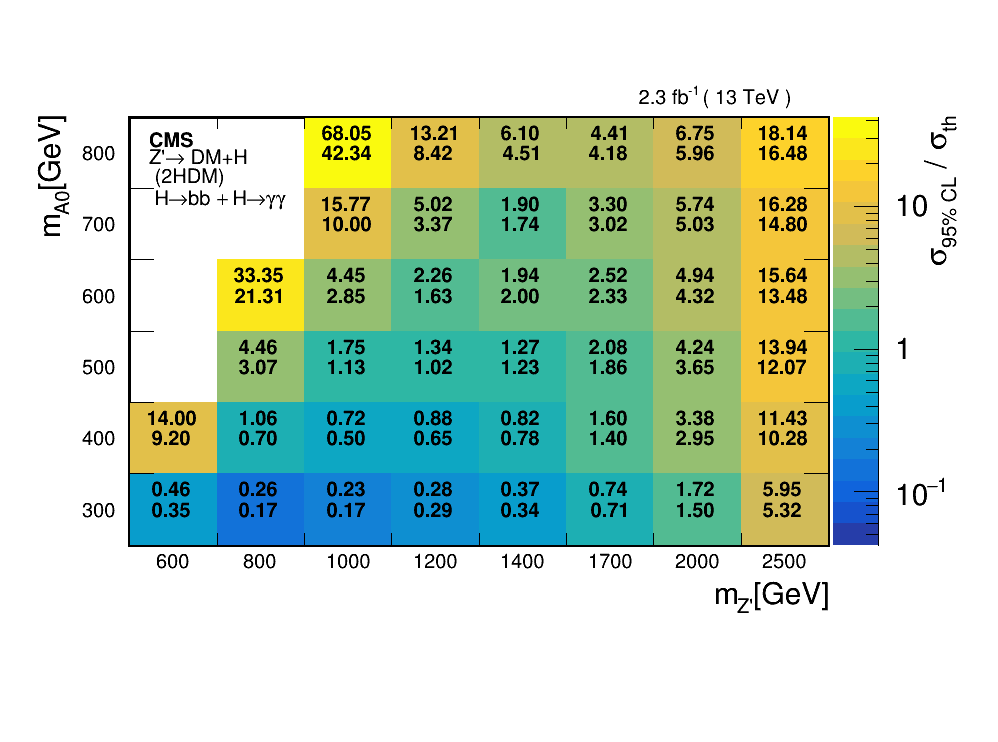 2.3 fb⁻¹ ( 13 TeV )
m_A0[GeV]
CMS
Z'→ DM+H
(2HDM)
H→bb + H→γγ
800
68.05 13.21 6.10 4.41 6.75 18.14
42.34 8.42 4.51 4.18 5.96 16.48
700
15.77 5.02 1.90 3.30 5.74 16.28
10.00 3.37 1.74 3.02 5.03 14.80
600
33.35 4.45 2.26 1.94 2.52 4.94 15.64
21.31 2.85 1.63 2.00 2.33 4.32 13.48
500
4.46 1.75 1.34 1.27 2.08 4.24 13.94
3.07 1.13 1.02 1.23 1.86 3.65 12.07
400
14.00 1.06 0.72 0.88 0.82 1.60 3.38 11.43
9.20 0.70 0.50 0.65 0.78 1.40 2.95 10.28
300
0.46 0.26 0.23 0.28 0.37 0.74 1.72 5.95
0.35 0.17 0.17 0.29 0.34 0.71 1.50 5.32
600 800 1000 1200 1400 1700 2000 2500
m_Z'[GeV]
10
1
10⁻¹
σ_95% CL / σ_th